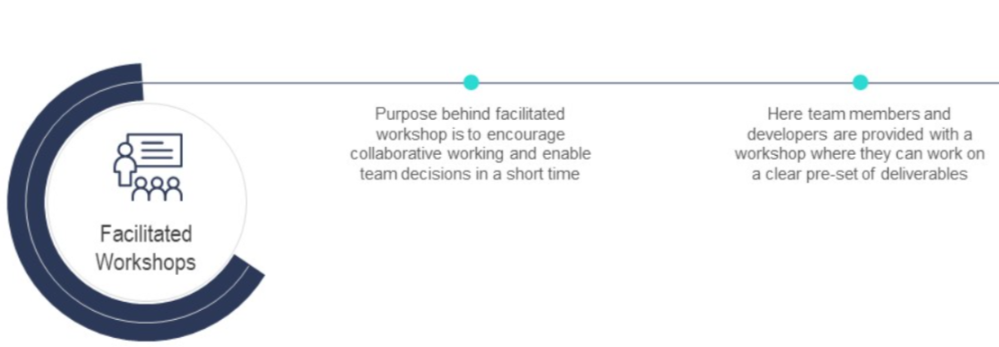 Purpose behind facilitated
workshop is to encourage
collaborative working and enable
team decisions in a short time
Here team members and
developers are provided with a
workshop where they can work on
a clear pre-set of deliverables
Facilitated
Workshops